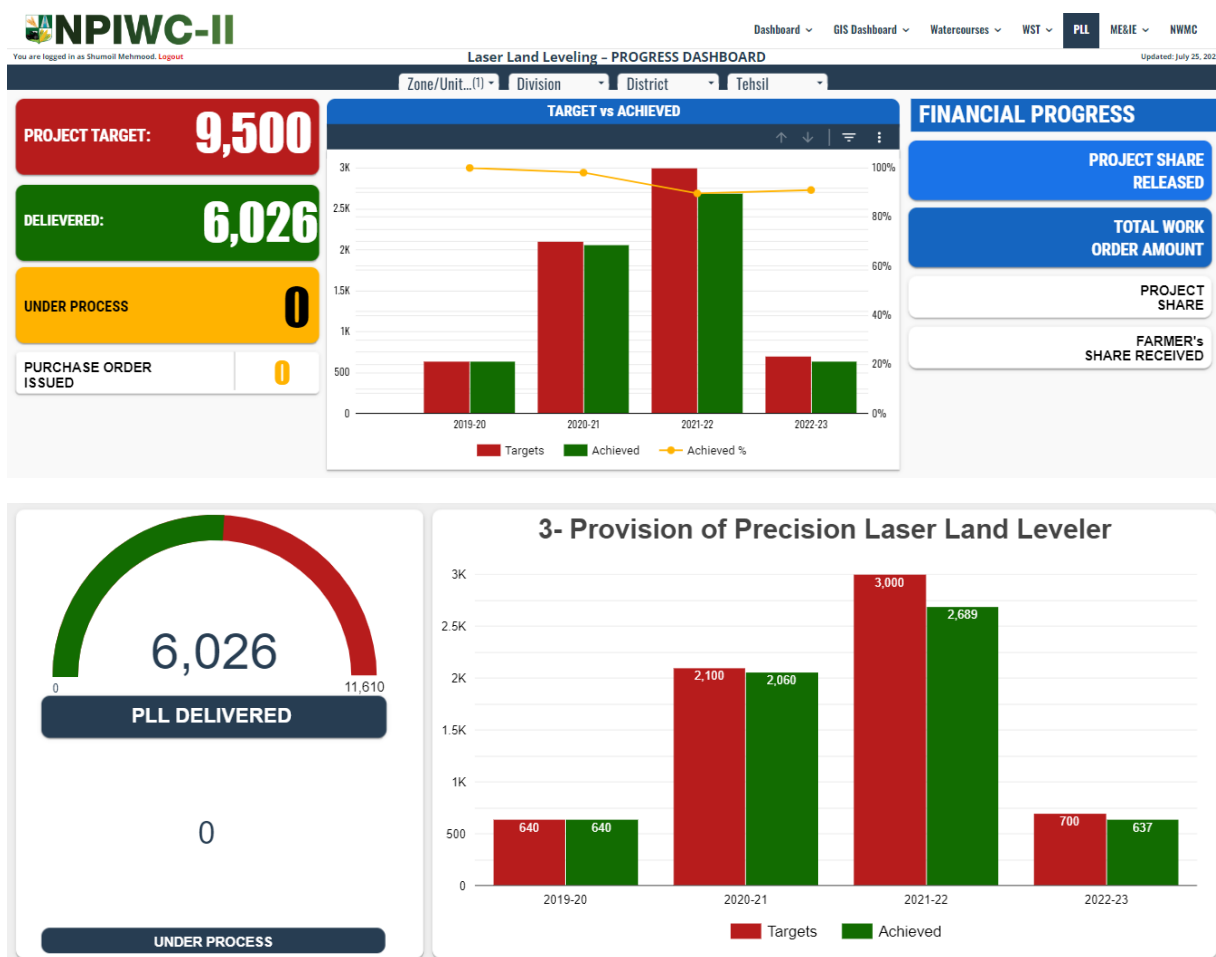 NPIWC-II
Dashboard GIS Dashboard Watercourses WST PLL ME&IE NWMC
You are logged in as Shumoil Mehmood. Logout
Laser Land Leveling – PROGRESS DASHBOARD
Updated: July 25, 202
Zone/Unit...(1) Division District Tehsil
PROJECT TARGET: 9,500
DELIEVERED: 6,026
UNDER PROCESS 0
PURCHASE ORDER
ISSUED
0
TARGET vs ACHIEVED
3K
2.5K
2K
1.5K
1K
500
0
100%
80%
60%
40%
20%
0%
2019-20 2020-21 2021-22 2022-23
Targets Achieved Achieved %
FINANCIAL PROGRESS
PROJECT SHARE
RELEASED
TOTAL WORK
ORDER AMOUNT
PROJECT
SHARE
FARMER's
SHARE RECEIVED
6,026
0 11,610
PLL DELIVERED
0
UNDER PROCESS
3- Provision of Precision Laser Land Leveler
3K
2.5K
2K
1.5K
1K
500
0
640 640
2,100 2,060
3,000 2,689
700 637
2019-20 2020-21 2021-22 2022-23
Targets Achieved